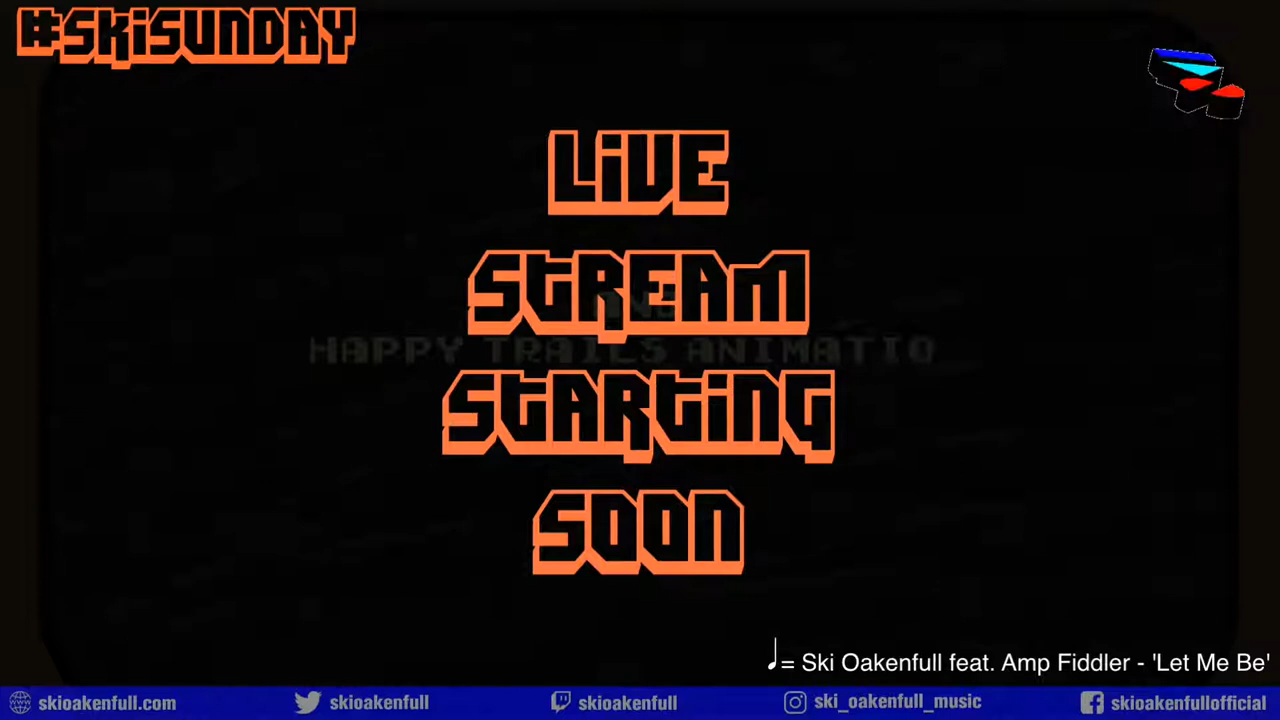 #SKiSUNDAY
LiVE
StREAM
StARtiNG
SOON
AND
HAPPY TRAILS ANIMATIO
♩= Ski Oakenfull feat. Amp Fiddler - 'Let Me Be'
skioakenfull.com
skioakenfull
skioakenfull
ski_oakenfull_music
skioakenfullofficial